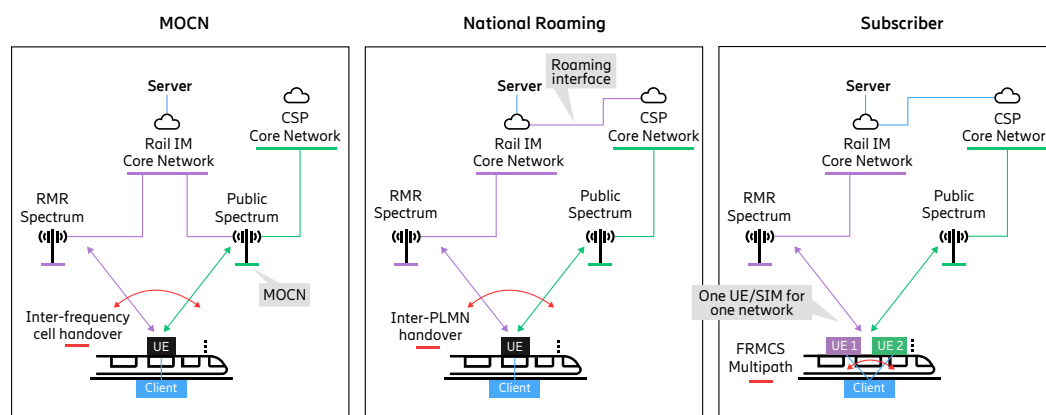 MOCN
Server
CSP
Core Network
Rail IM
Core Network
RMR
Spectrum
Public
Spectrum
MOCN
Inter-frequency
cell handover
UE
Client
National Roaming
Roaming
interface
Server
CSP
Core Network
Rail IM
Core Network
RMR
Spectrum
Public
Spectrum
Inter-PLMN
handover
UE
Client
Subscriber
Server
CSP
Core Network
Rail IM
Core Network
RMR
Spectrum
Public
Spectrum
One UE/SIM for
one network
UE 1
UE 2
FRMCS
Multipath
Client